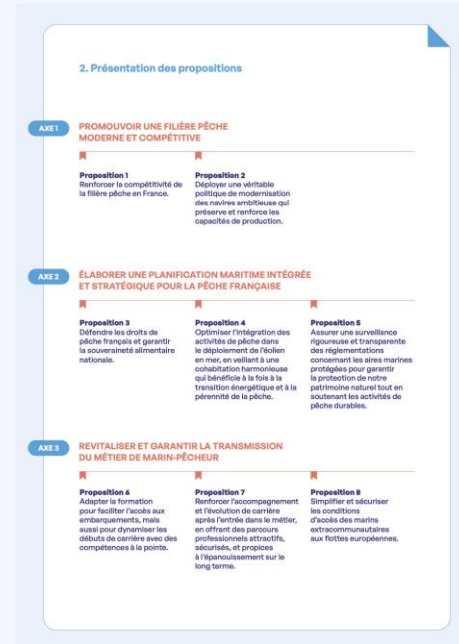 2. Présentation des propositions
AXE 1
PROMOUVOIR UNE FILIÈRE PÊCHE
MODERNE ET COMPÉTITIVE
Proposition 1
Renforcer la compétitivité de
la filière pêche en France.
Proposition 2
Déployer une véritable
politique de modernisation
des navires ambitieuse qui
préserve et renforce les
capacités de production.
AXE 2
ÉLABORER UNE PLANIFICATION MARITIME INTÉGRÉE
ET STRATÉGIQUE POUR LA PÊCHE FRANÇAISE
Proposition 3
Défendre les droits de
pêche français et garantir
la souveraineté alimentaire
nationale.
Proposition 4
Optimiser l'intégration des
activités de pêche dans
le déploiement de l'éolien
en mer, en veillant à une
cohabitation harmonieuse
qui bénéficie à la fois à la
transition énergétique et à la
pérennité de la pêche.
Proposition 5
Assurer une surveillance
rigoureuse et transparente
des réglementations
concernant les aires marines
protégées pour garantir
la protection de notre
patrimoine naturel tout en
soutenant les activités de
pêche durables.
AXE 3
REVITALISER ET GARANTIR LA TRANSMISSION
DU MÉTIER DE MARIN-PÊCHEUR
Proposition 6
Adapter la formation
pour faciliter l'accès aux
embarquements, mais
aussi pour dynamiser les
débuts de carrière avec des
compétences à la pointe.
Proposition 7
Renforcer l'accompagnement
et l'évolution de carrière
après l'entrée dans le métier,
en offrant des parcours
professionnels attractifs,
sécurisés, et propices
à l'épanouissement sur le
long terme.
Proposition 8
Simplifier et sécuriser
les conditions
d'accès des marins
extracommunautaires
aux flottes européennes.